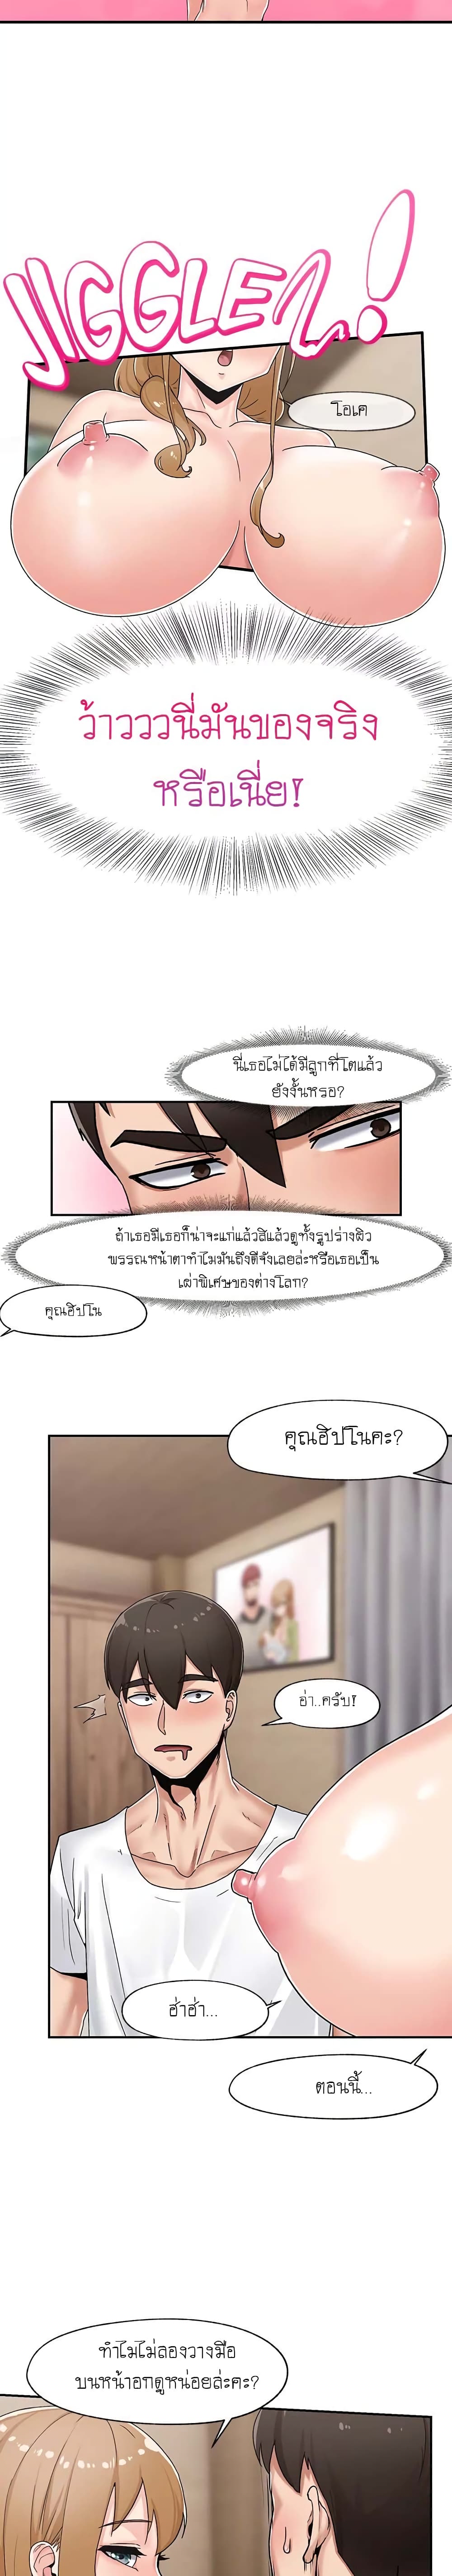 JIGGLE~!
โอเค
ว้าวววนี่มันของจริง
หรือเนี่ย!
นี่เธอไม่ได้มีลูกที่โตแล้ว
ยังงั้นหรอ?
ถ้าเธอมีเธอก็น่าจะแก่แล้วสิแล้วดูทั้งรูปร่างผิว
พรรณหน้าตาทำไมมันถึงดีจังเลยล่ะหรือเธอเป็น
เผ่าพิเศษของต่างโลก?
คุณฮิปโน
คุณฮิปโนคะ?
อ่า..ครับ!
ฮ่าฮ่า...
ตอนนี้...
ทำไมไม่ลองวางมือ
บนหน้าอกดูหน่อยล่ะคะ?